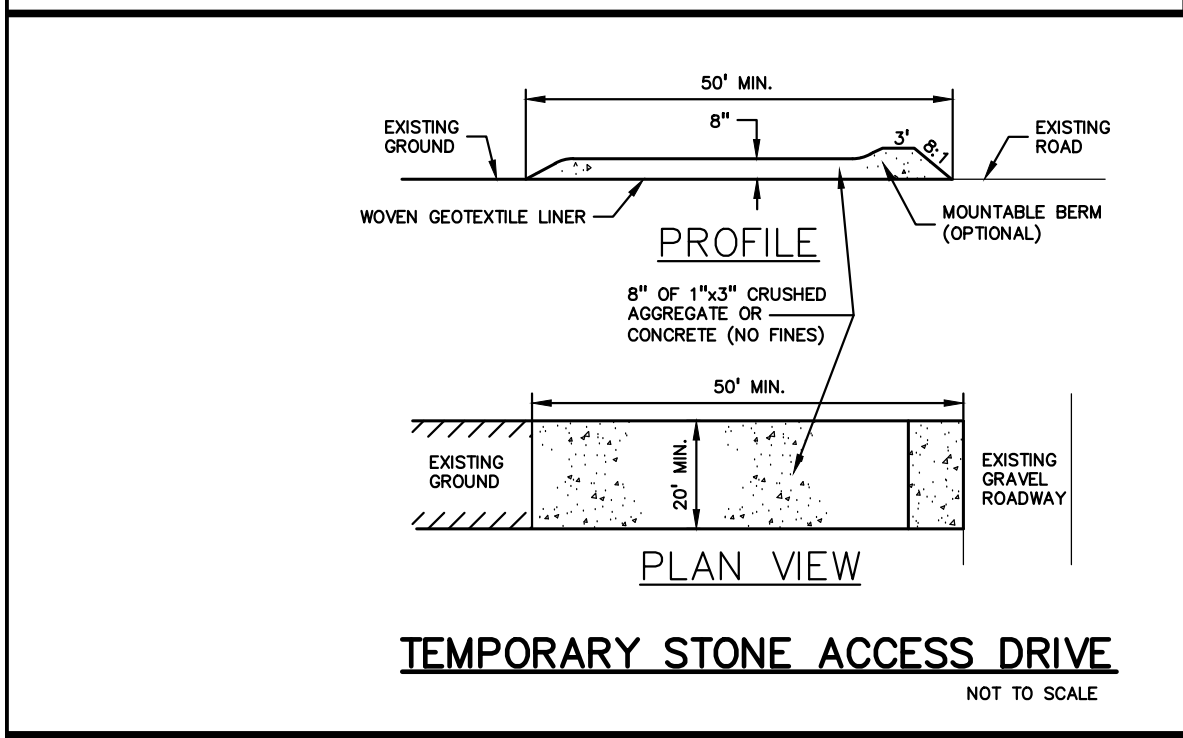 50' MIN.
8"
EXISTING
GROUND
3'
8:1
EXISTING
ROAD
WOVEN GEOTEXTILE LINER
MOUNTABLE BERM
(OPTIONAL)
PROFILE
8" OF 1"x3" CRUSHED
AGGREGATE OR
CONCRETE (NO FINES)
50' MIN.
EXISTING
GROUND
20' MIN.
EXISTING
GRAVEL
ROADWAY
PLAN VIEW
TEMPORARY STONE ACCESS DRIVE
NOT TO SCALE